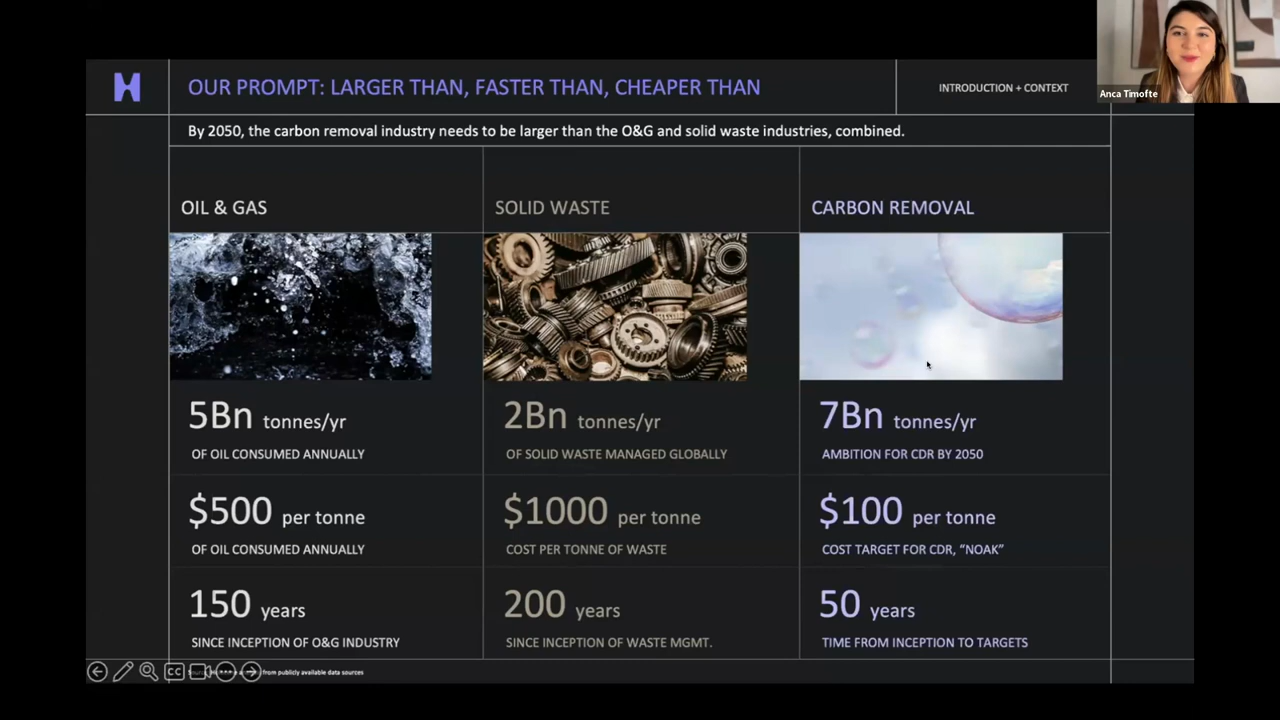 Anca Timofte
OUR PROMPT: LARGER THAN, FASTER THAN, CHEAPER THAN
INTRODUCTION + CONTEXT
By 2050, the carbon removal industry needs to be larger than the O&G and solid waste industries, combined.
OIL & GAS
SOLID WASTE
CARBON REMOVAL
5Bn tonnes/yr
OF OIL CONSUMED ANNUALLY
2Bn tonnes/yr
OF SOLID WASTE MANAGED GLOBALLY
7Bn tonnes/yr
AMBITION FOR CDR BY 2050
$500 per tonne
OF OIL CONSUMED ANNUALLY
$1000 per tonne
COST PER TONNE OF WASTE
$100 per tonne
COST TARGET FOR CDR, “NOAK”
150 years
SINCE INCEPTION OF O&G INDUSTRY
200 years
SINCE INCEPTION OF WASTE MGMT.
50 years
TIME FROM INCEPTION TO TARGETS
CC
from publicly available data sources